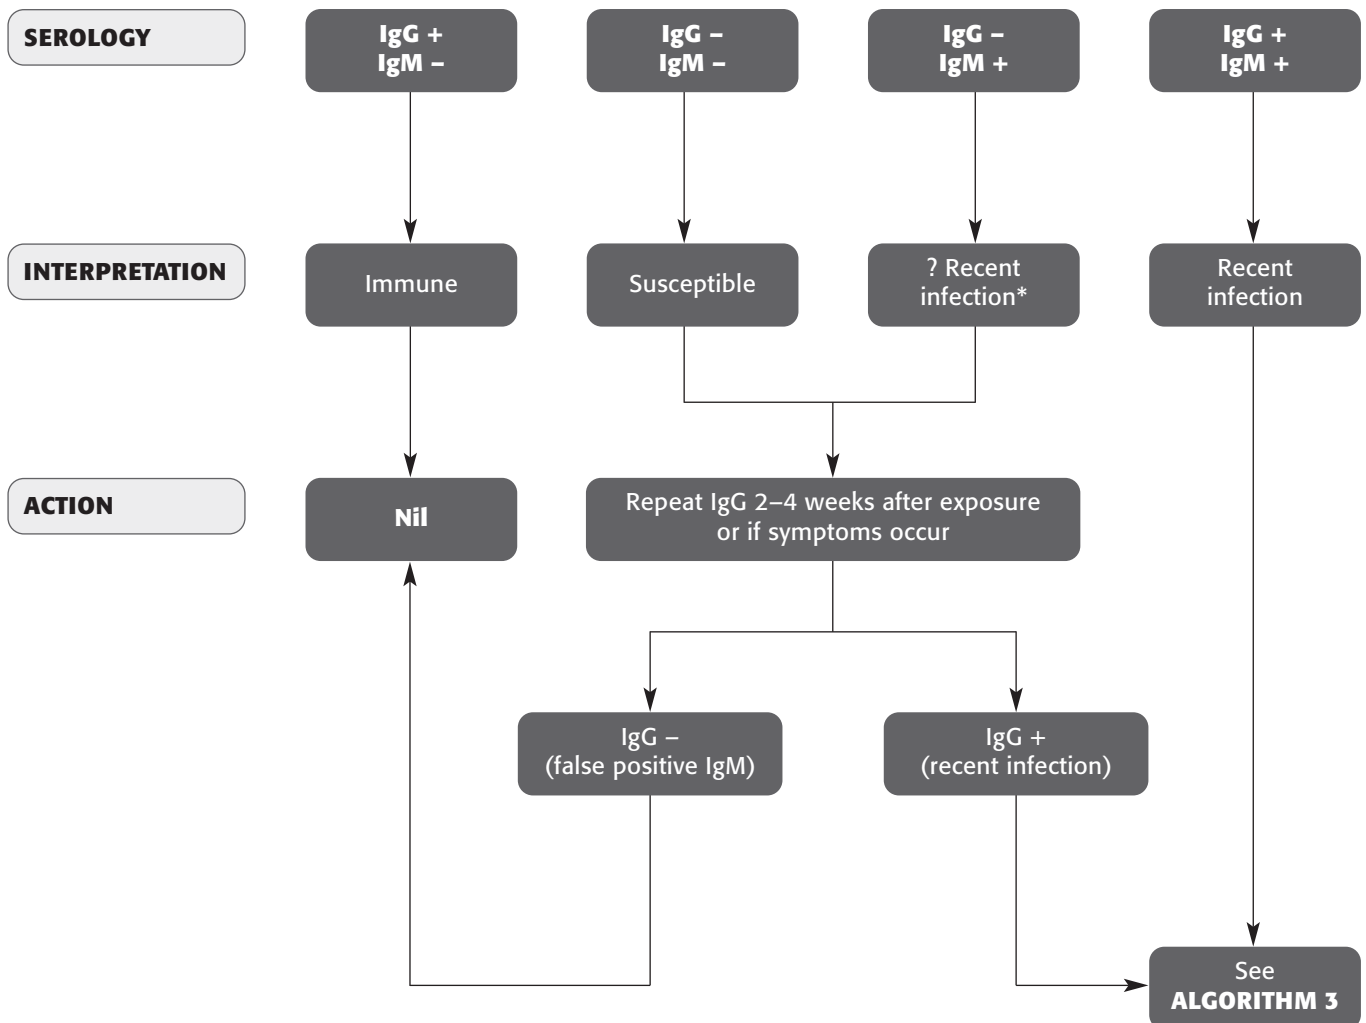 SEROLOGY
IgG +
IgM –
IgG –
IgM –
IgG –
IgM +
IgG +
IgM +
INTERPRETATION
Immune
Susceptible
? Recent
infection*
Recent
infection
ACTION
Nil
Repeat IgG 2–4 weeks after exposure
or if symptoms occur
IgG –
(false positive IgM)
IgG +
(recent infection)
See
ALGORITHM 3